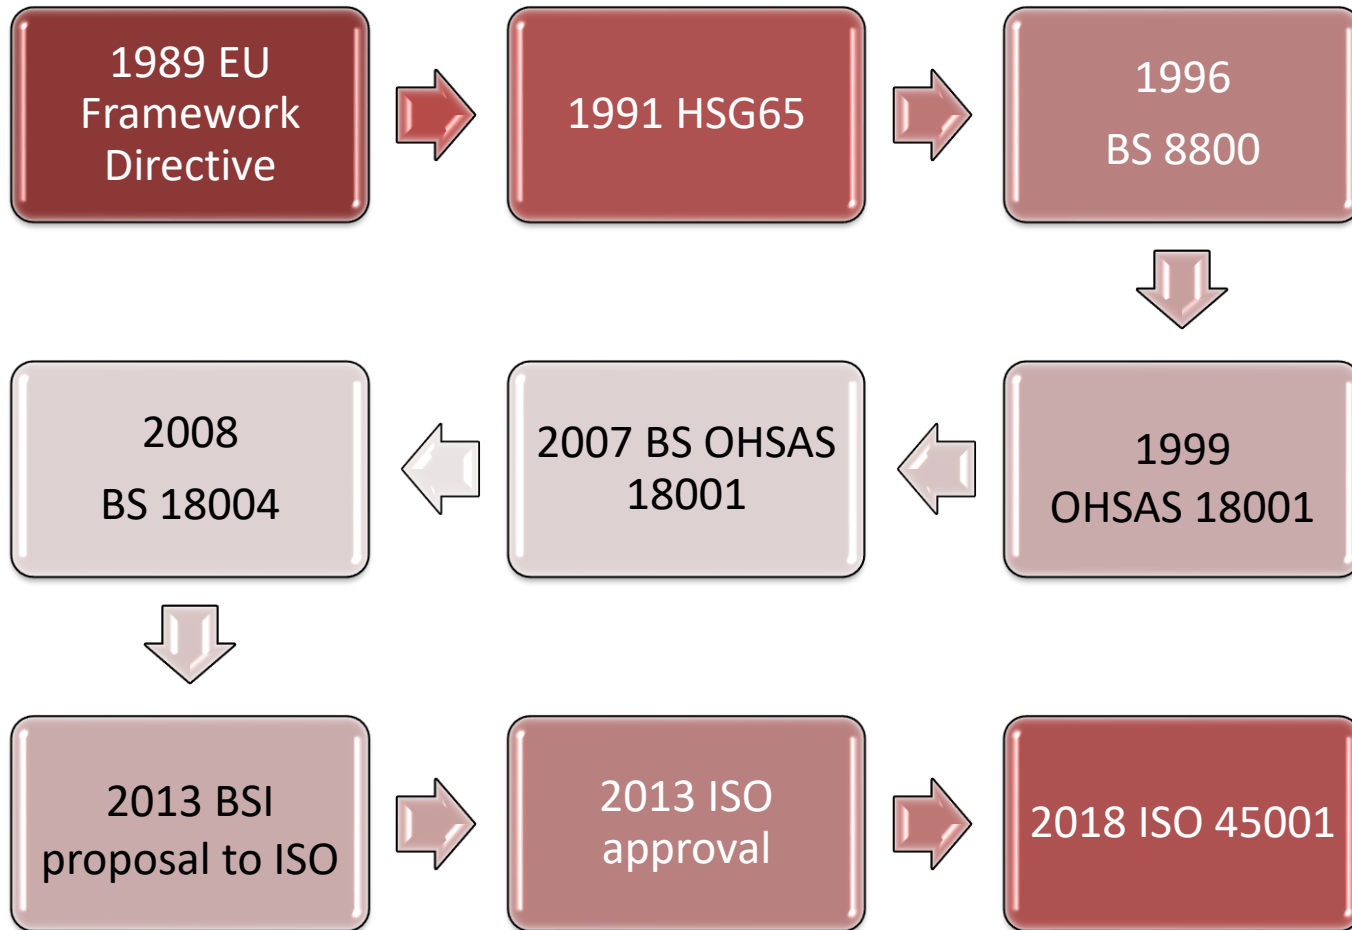 1989 EU
Framework
Directive
1991 HSG65
1996
BS 8800
1999
OHSAS 18001
2007 BS OHSAS
18001
2008
BS 18004
2013 BSI
proposal to ISO
2013 ISO
approval
2018 ISO 45001